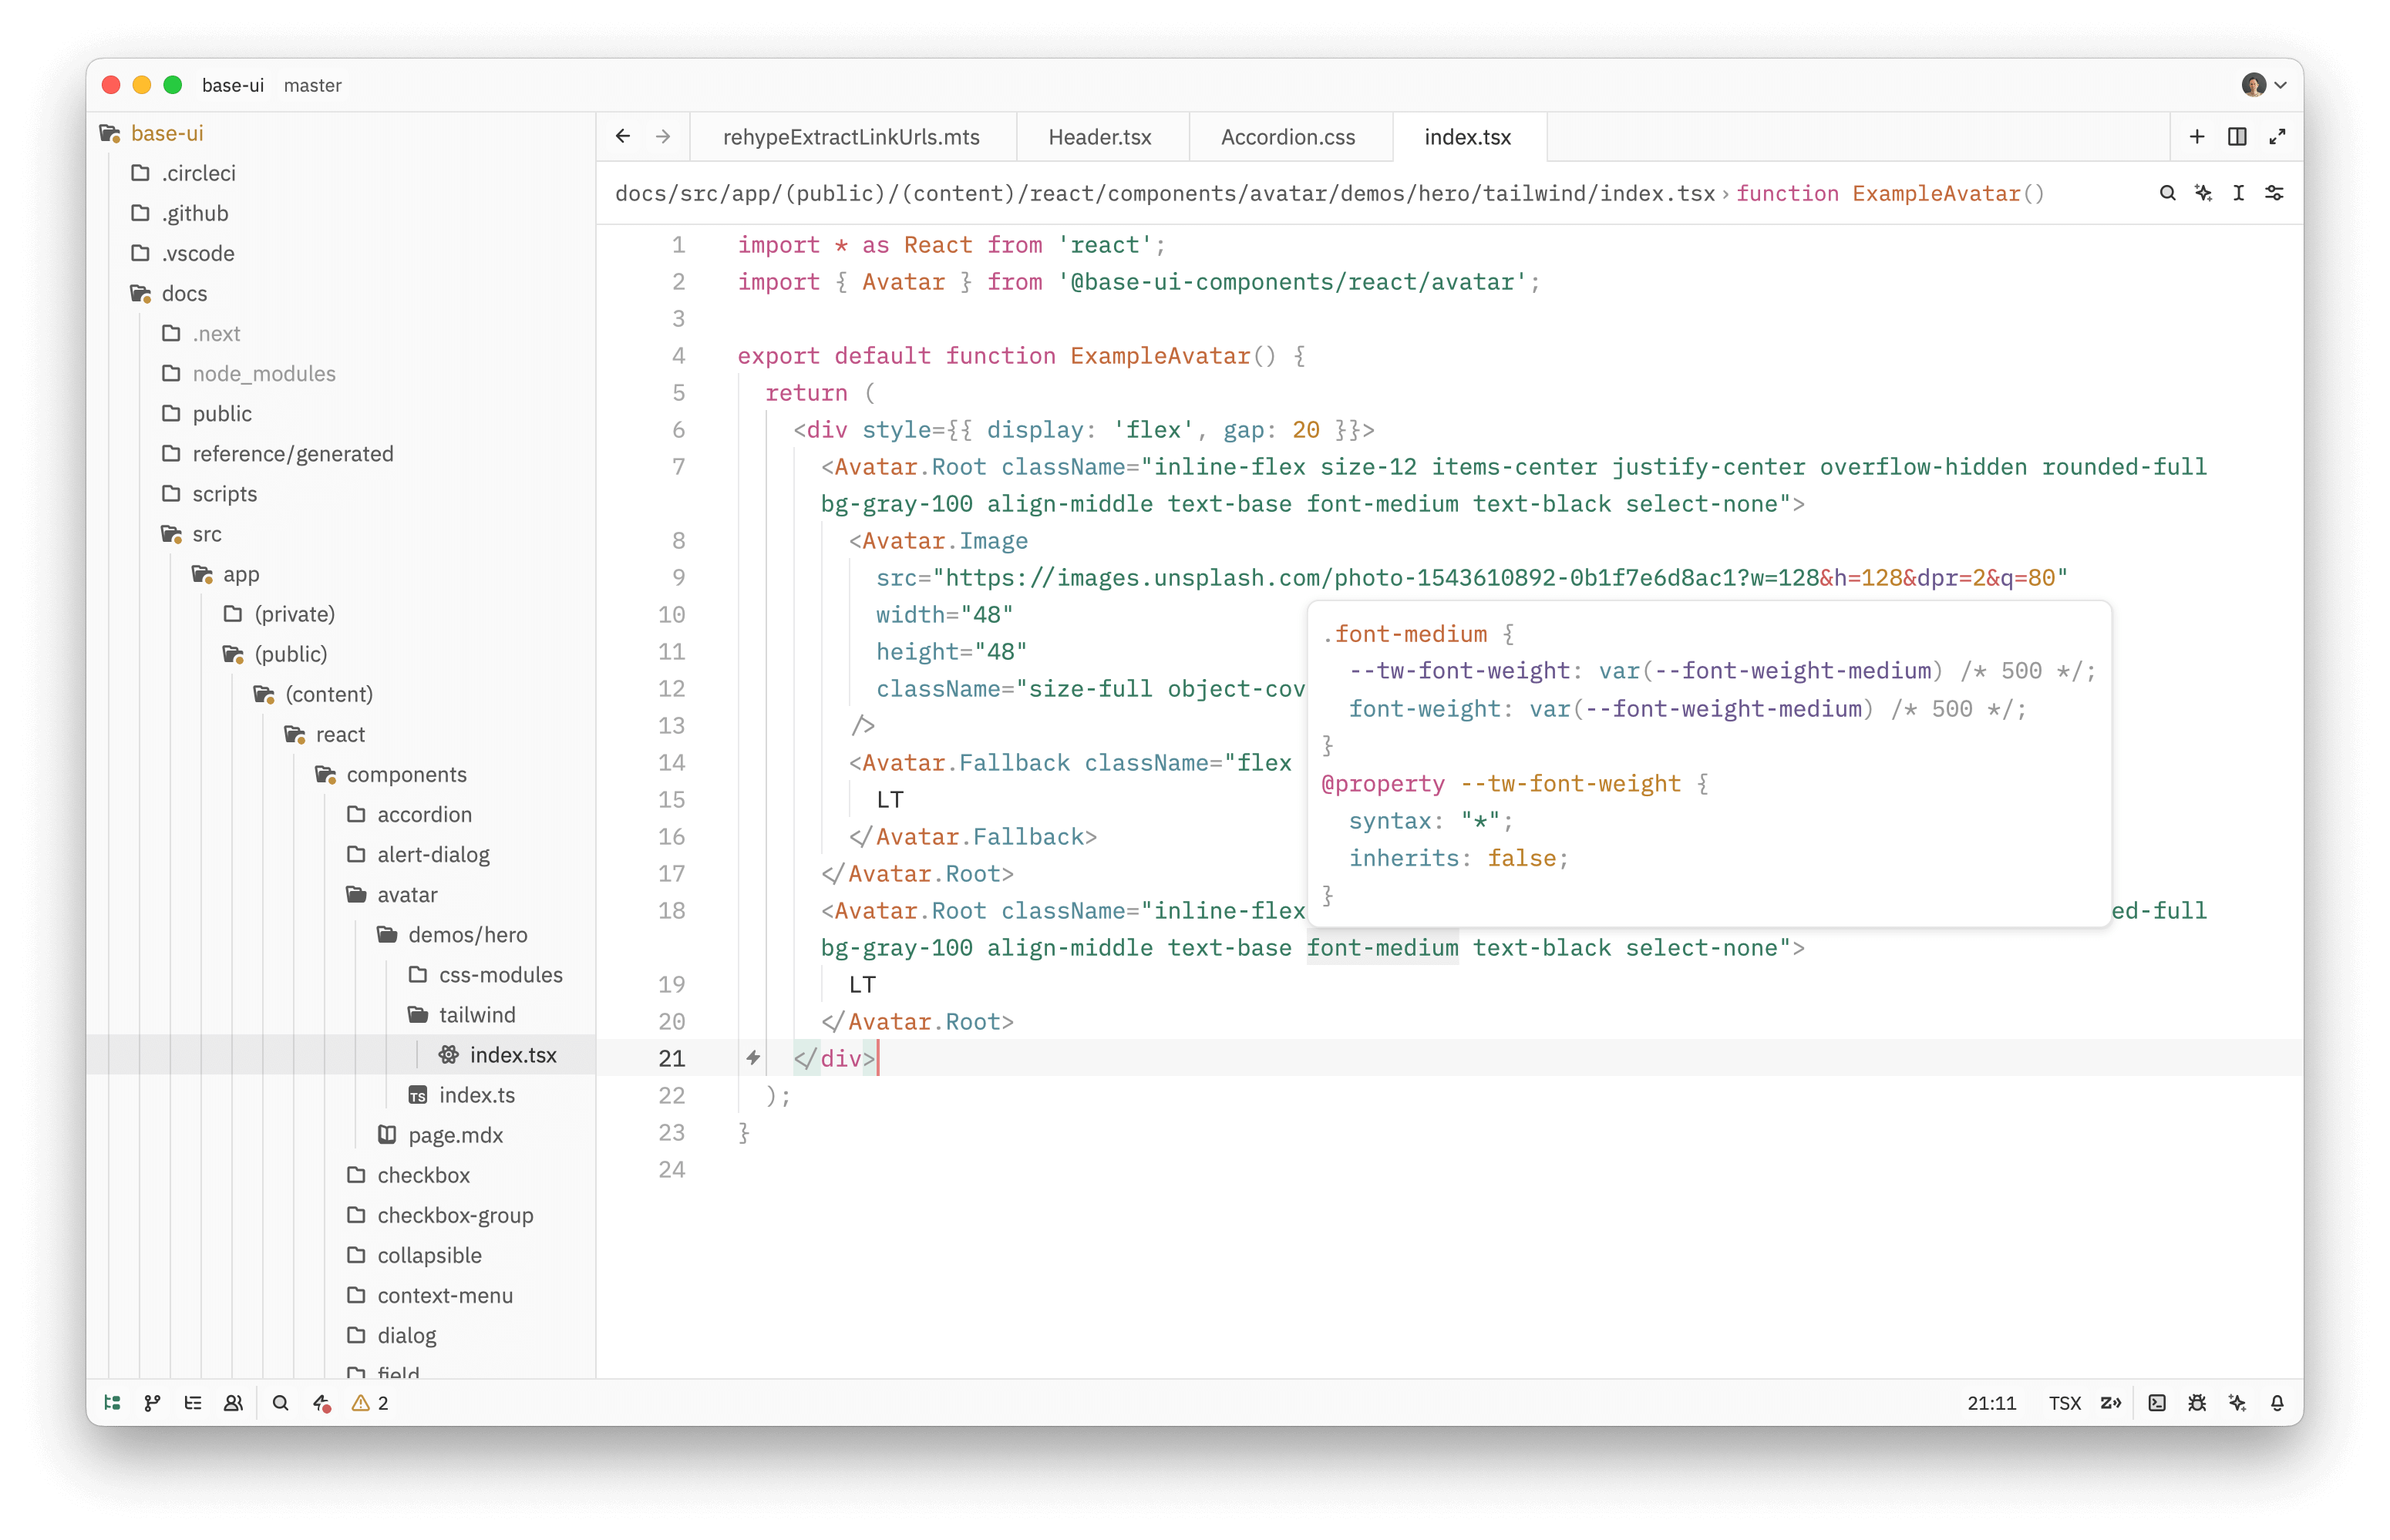 base-ui master
base-ui
.circleci
.github
.vscode
docs
.next
node_modules
public
reference/generated
scripts
src
app
(private)
(public)
(content)
react
components
accordion
alert-dialog
avatar
demos/hero
css-modules
tailwind
index.tsx
TS index.ts
page.mdx
checkbox
checkbox-group
collapsible
context-menu
dialog
field
rehypeExtractLinkUrls.mts Header.tsx Accordion.css index.tsx
docs/src/app/(public)/(content)/react/components/avatar/demos/hero/tailwind/index.tsx › function ExampleAvatar()
1 import * as React from 'react';
2 import { Avatar } from '@base-ui-components/react/avatar';
3
4 export default function ExampleAvatar() {
5 return (
6 <div style={{ display: 'flex', gap: 20 }}>
7 <Avatar.Root className="inline-flex size-12 items-center justify-center overflow-hidden rounded-full
bg-gray-100 align-middle text-base font-medium text-black select-none">
8 <Avatar.Image
9 src="https://images.unsplash.com/photo-1543610892-0b1f7e6d8ac1?w=128&h=128&dpr=2&q=80"
10 width="48"
11 height="48"
12 className="size-full object-cov
13 />
14 <Avatar.Fallback className="flex
15 LT
16 </Avatar.Fallback>
17 </Avatar.Root>
18 <Avatar.Root className="inline-flex ed-full
bg-gray-100 align-middle text-base font-medium text-black select-none">
19 LT
20 </Avatar.Root>
21 </div>
22 );
23 }
24
.font-medium {
--tw-font-weight: var(--font-weight-medium) /* 500 */;
font-weight: var(--font-weight-medium) /* 500 */;
}
@property --tw-font-weight {
syntax: "*";
inherits: false;
}
2 21:11 TSX